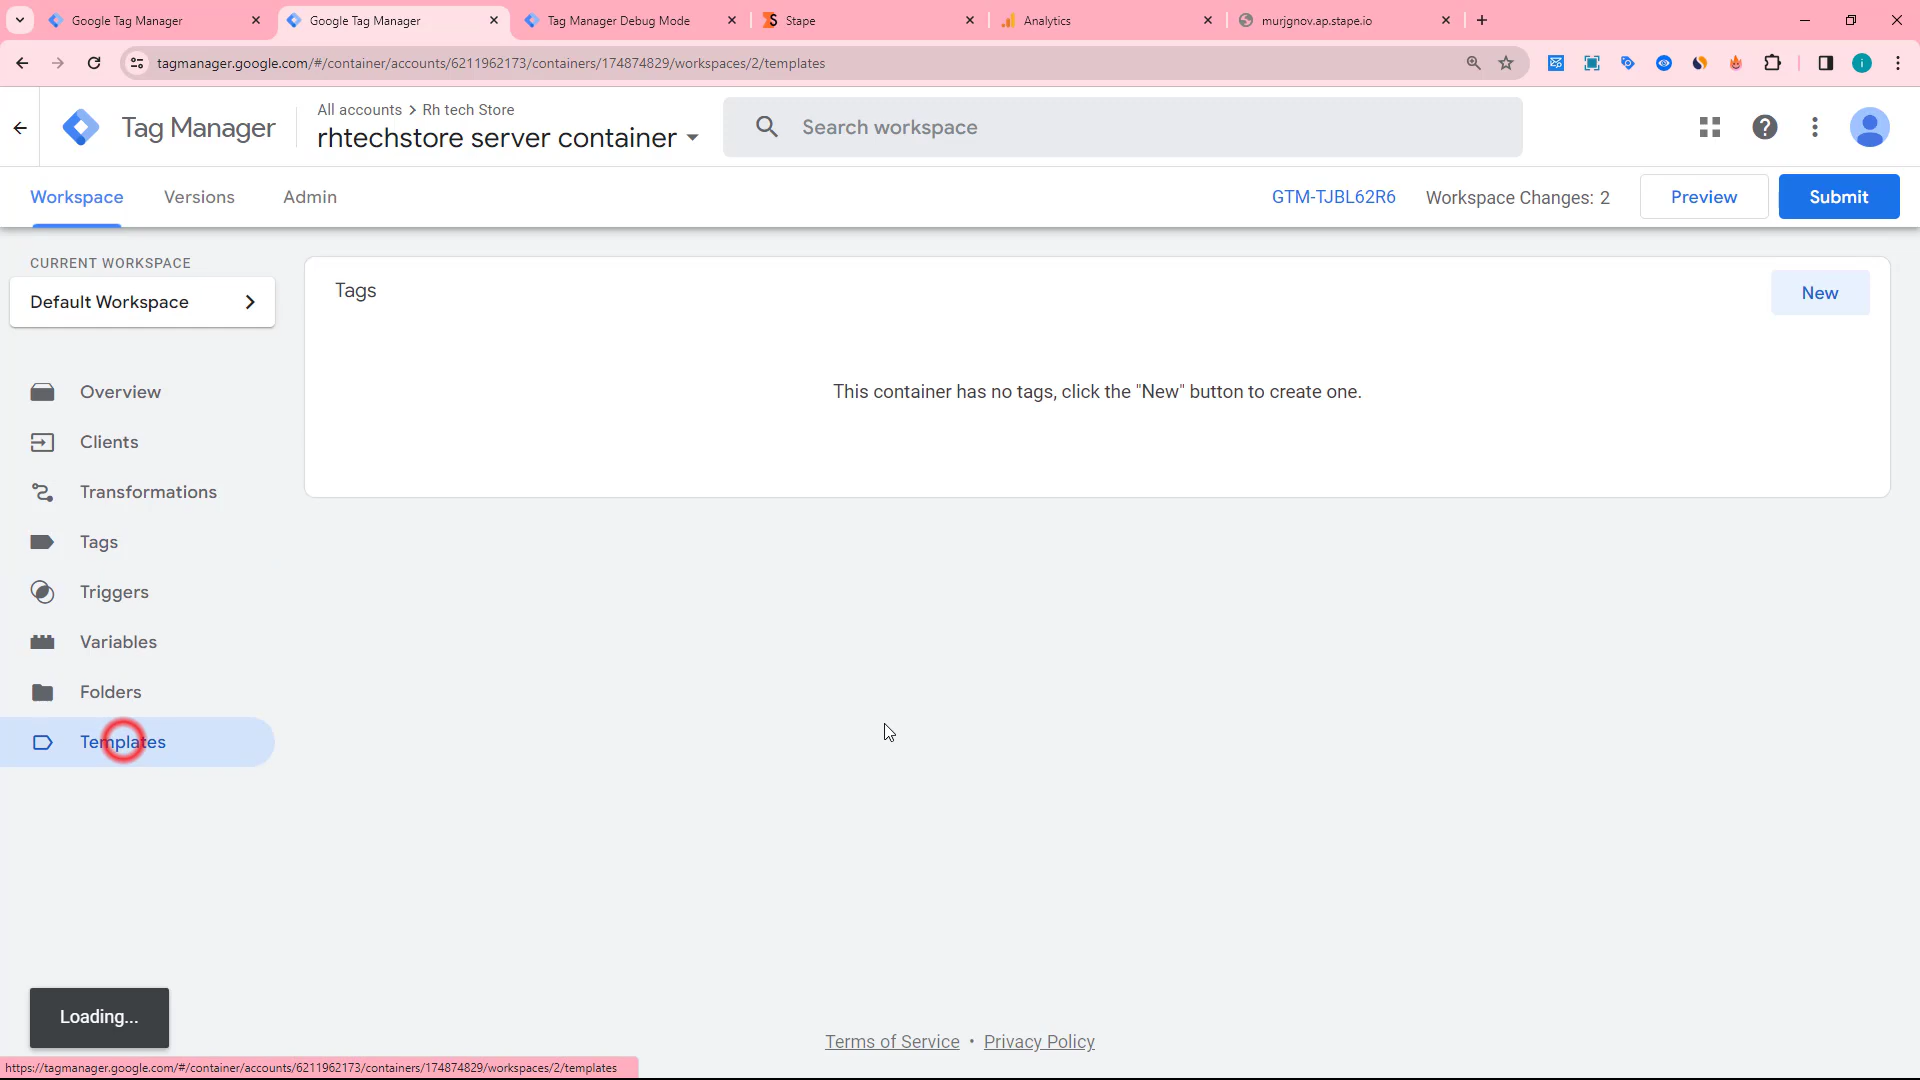 Google Tag Manager
Google Tag Manager
Tag Manager Debug Mode
Stape
Analytics
murjgnov.ap.stape.io
tagmanager.google.com/#/container/accounts/6211962173/containers/174874829/workspaces/2/templates
Tag Manager
All accounts > Rh tech Store
rhtechstore server container
Search workspace
Workspace
Versions
Admin
GTM-TJBL62R6
Workspace Changes: 2
Preview
Submit
CURRENT WORKSPACE
Default Workspace
Tags
New
This container has no tags, click the "New" button to create one.
Overview
Clients
Transformations
Tags
Triggers
Variables
Folders
Templates
Loading...
Terms of Service • Privacy Policy
https://tagmanager.google.com/#/container/accounts/6211962173/containers/174874829/workspaces/2/templates